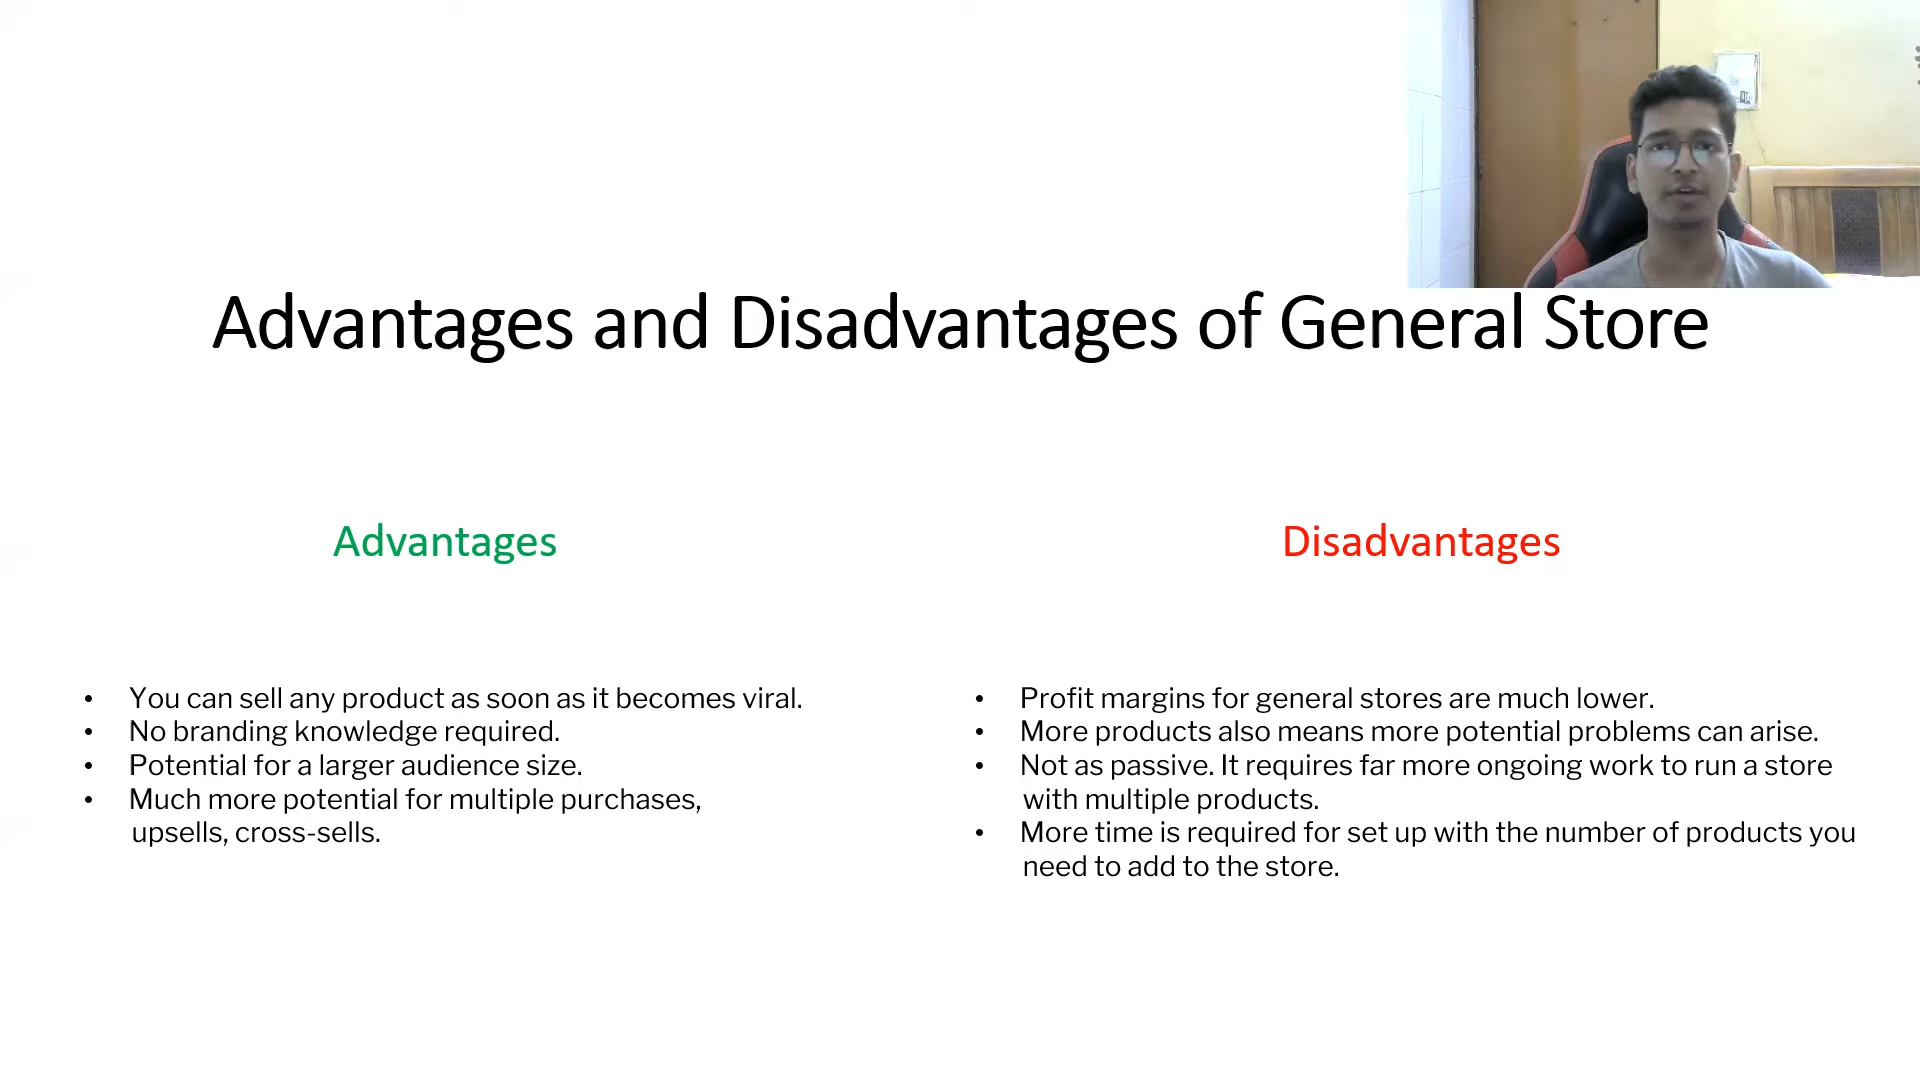 Advantages and Disadvantages of General Store
Advantages
• You can sell any product as soon as it becomes viral.
• No branding knowledge required.
• Potential for a larger audience size.
• Much more potential for multiple purchases,
upsells, cross-sells.
Disadvantages
• Profit margins for general stores are much lower.
• More products also means more potential problems can arise.
• Not as passive. It requires far more ongoing work to run a store
with multiple products.
• More time is required for set up with the number of products you
need to add to the store.